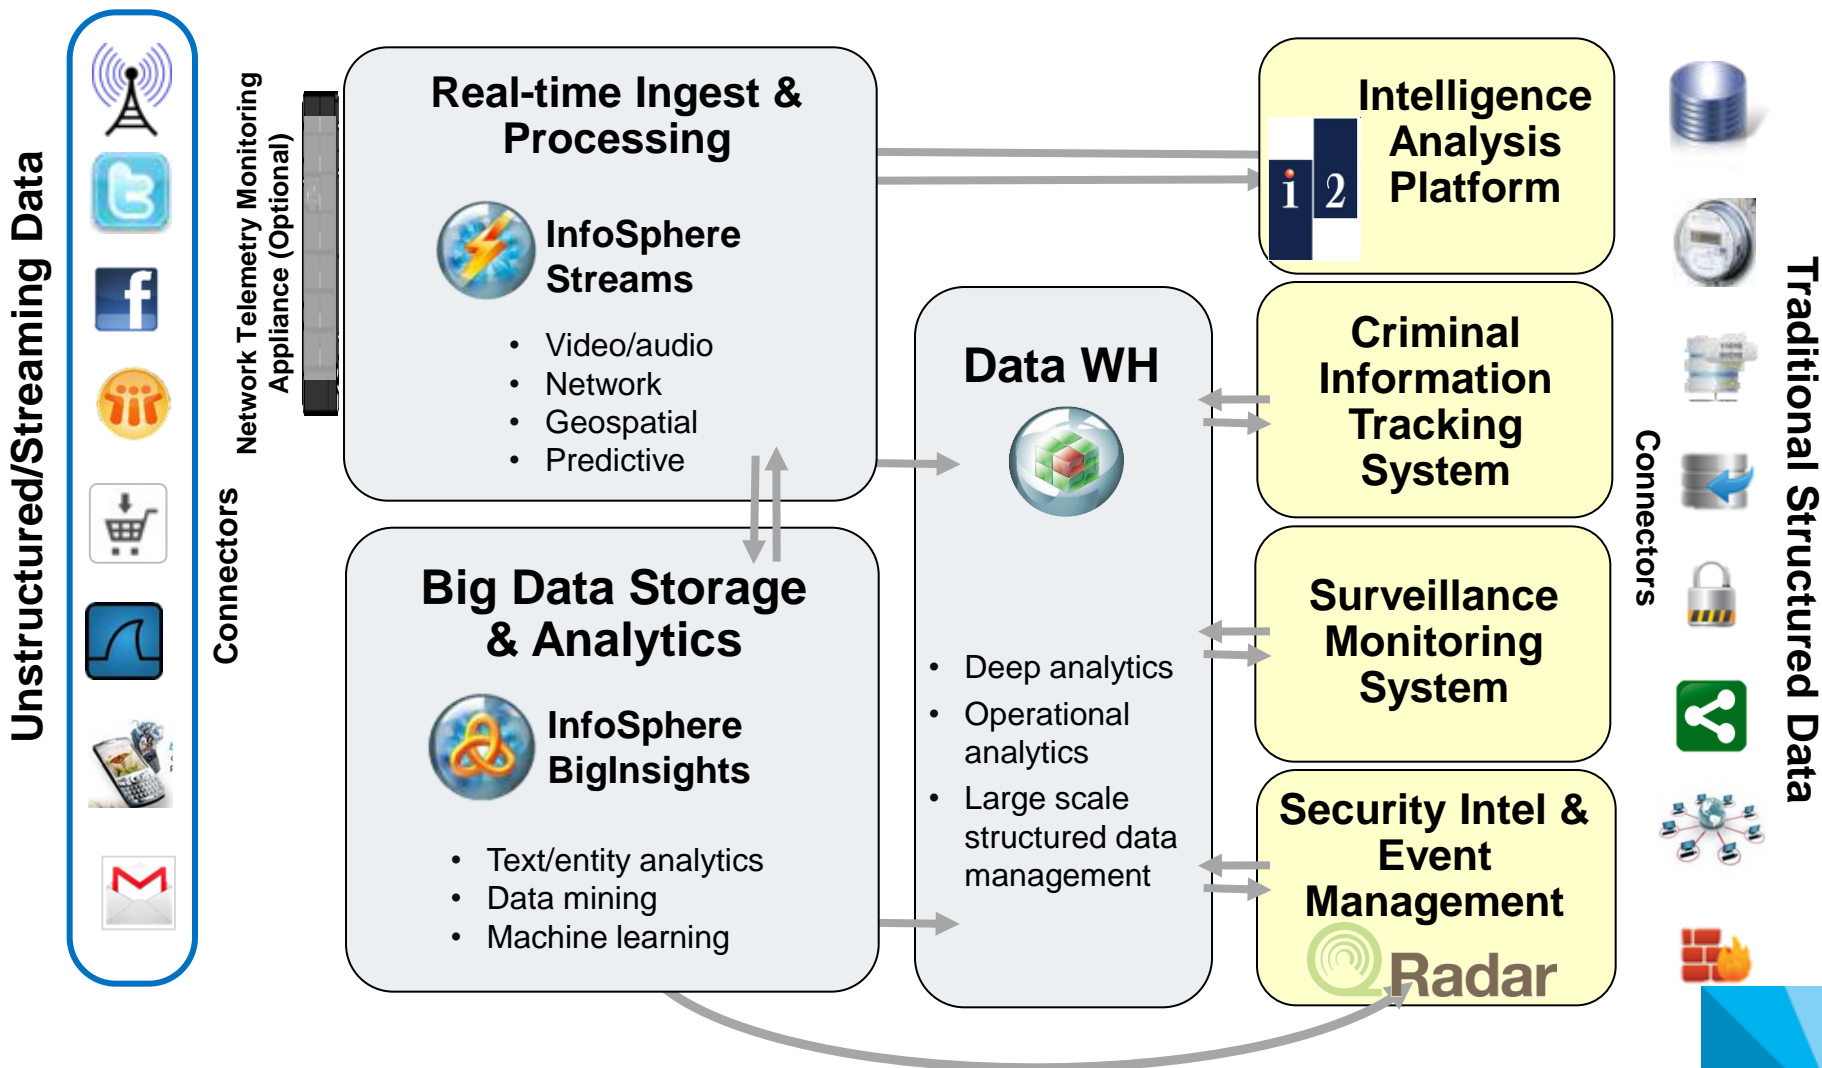 Unstructured/Streaming Data
Connectors
Network Telemetry Monitoring
Appliance (Optional)
Real-time Ingest &
Processing
InfoSphere
Streams
• Video/audio
• Network
• Geospatial
• Predictive
Big Data Storage
& Analytics
InfoSphere
BigInsights
• Text/entity analytics
• Data mining
• Machine learning
Data WH
• Deep analytics
• Operational
analytics
• Large scale
structured data
management
i2
Intelligence
Analysis
Platform
Criminal
Information
Tracking
System
Surveillance
Monitoring
System
Security Intel &
Event
Management
QRadar
Connectors
Traditional Structured Data